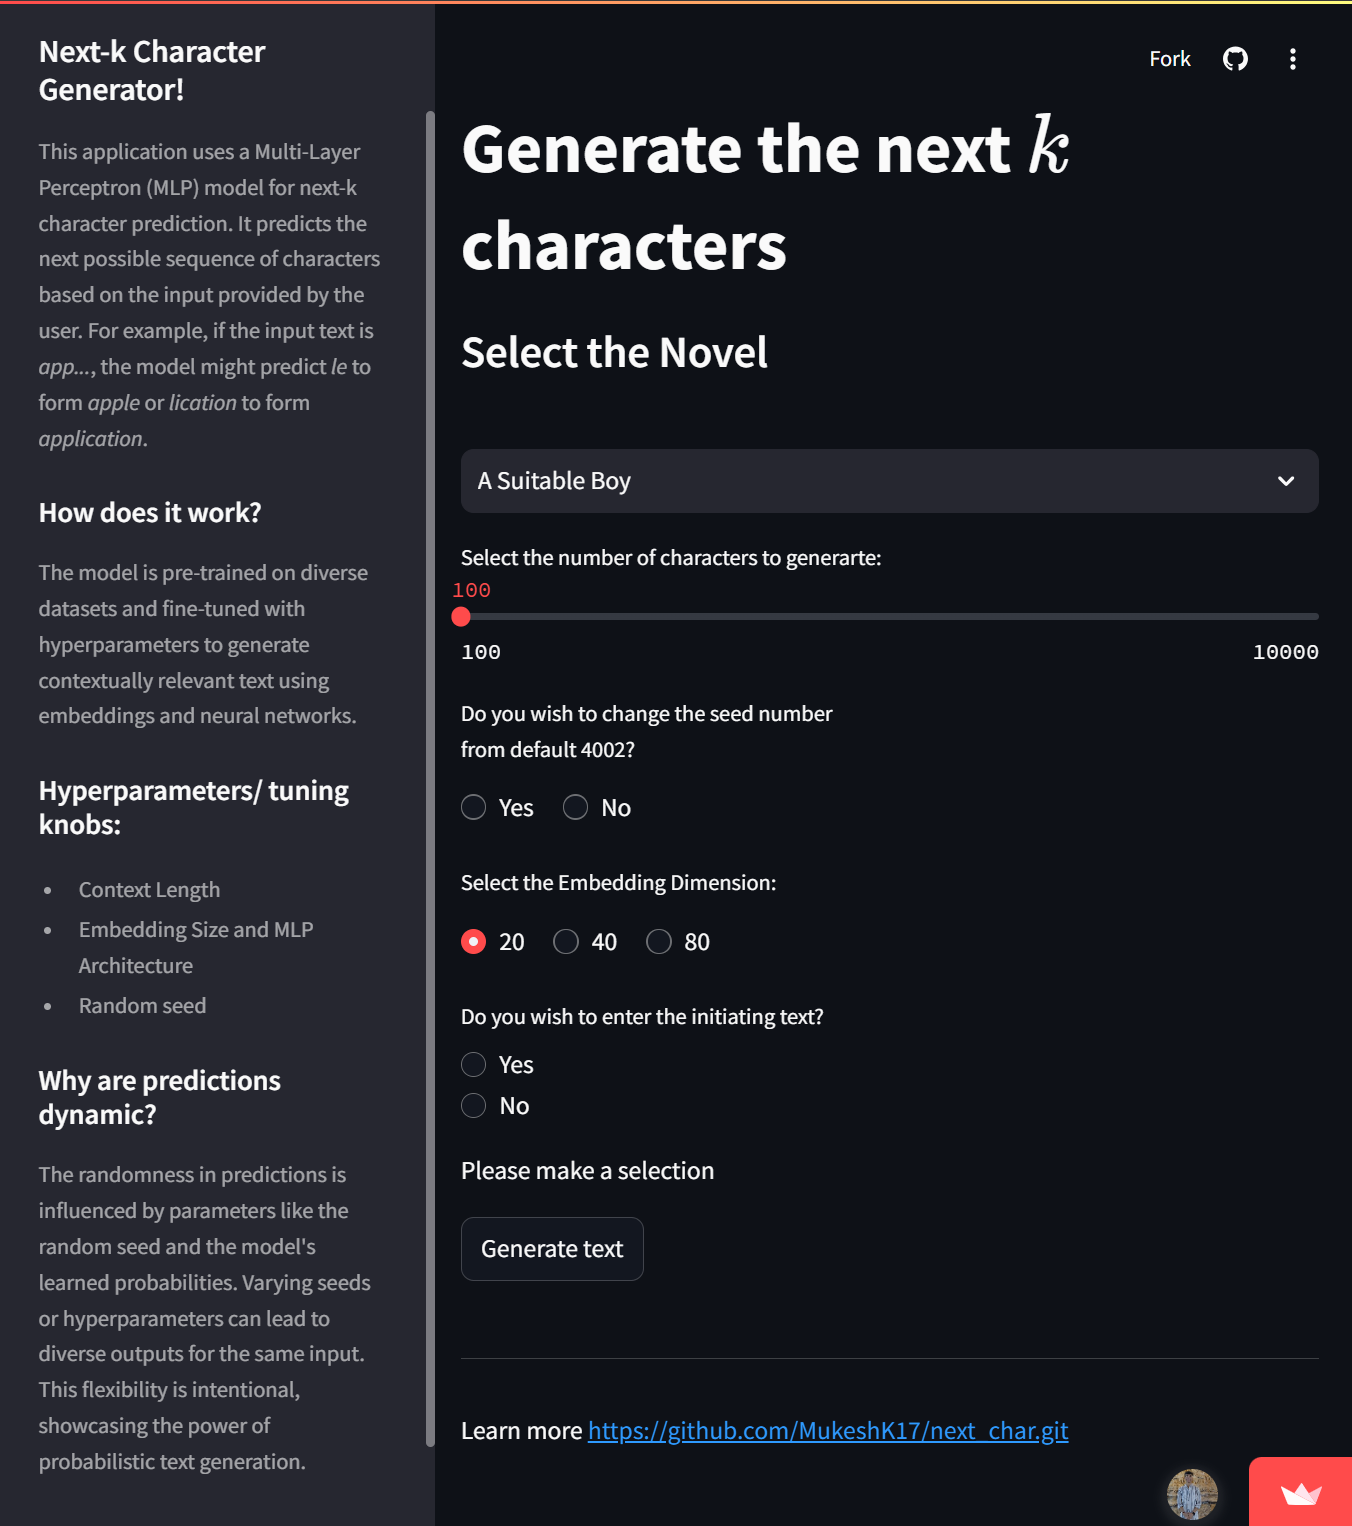 Next-k Character
Generator!
This application uses a Multi-Layer
Perceptron (MLP) model for next-k
character prediction. It predicts the
next possible sequence of characters
based on the input provided by the
user. For example, if the input text is
app..., the model might predict le to
form apple or lication to form
application.
How does it work?
The model is pre-trained on diverse
datasets and fine-tuned with
hyperparameters to generate
contextually relevant text using
embeddings and neural networks.
Hyperparameters/ tuning
knobs:
• Context Length
• Embedding Size and MLP
Architecture
• Random seed
Why are predictions
dynamic?
The randomness in predictions is
influenced by parameters like the
random seed and the model's
learned probabilities. Varying seeds
or hyperparameters can lead to
diverse outputs for the same input.
This flexibility is intentional,
showcasing the power of
probabilistic text generation.
Fork
Generate the next k
characters
Select the Novel
A Suitable Boy
Select the number of characters to generarte:
100
100 10000
Do you wish to change the seed number
from default 4002?
Yes No
Select the Embedding Dimension:
20 40 80
Do you wish to enter the initiating text?
Yes
No
Please make a selection
Generate text
Learn more https://github.com/MukeshK17/next_char.git